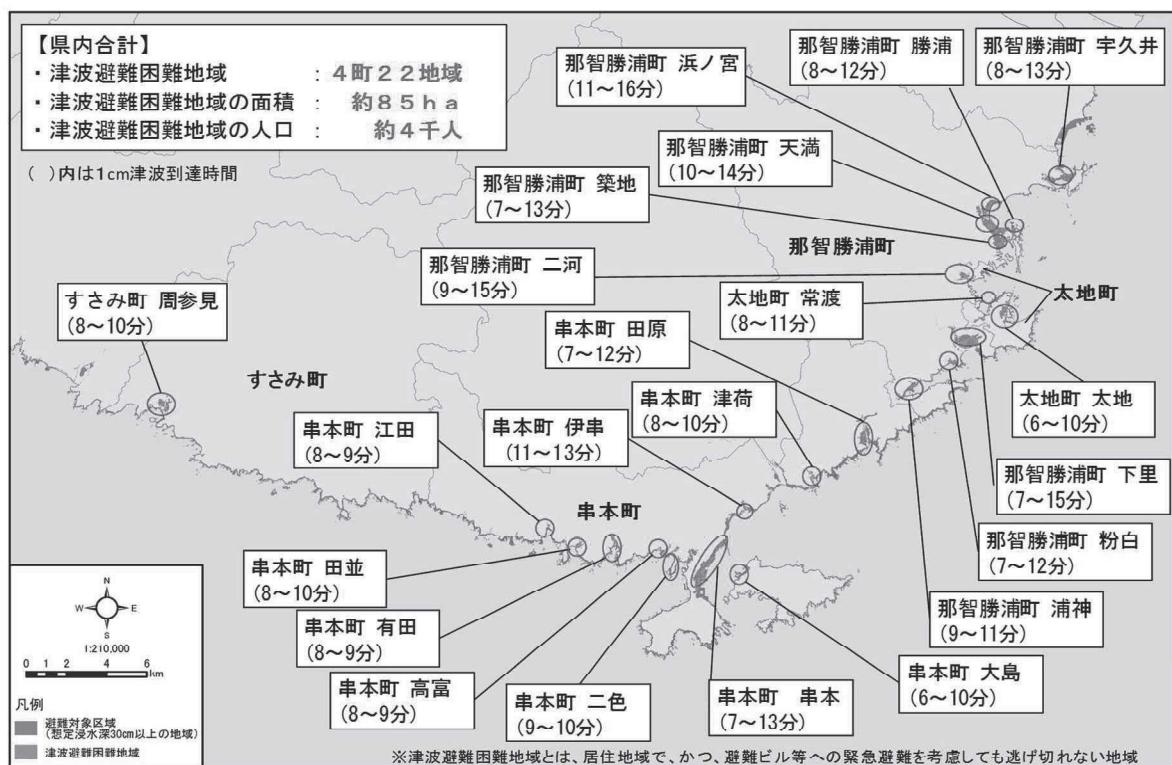 【県内合計】
・津波避難困難地域 : 4町22地域
・津波避難困難地域の面積 : 約85ha
・津波避難困難地域の人口 : 約4千人
( )内は1cm津波到達時間
那智勝浦町 浜ノ宮
(11～16分)
那智勝浦町 勝浦
(8～12分)
那智勝浦町 宇久井
(8～13分)
那智勝浦町 天満
(10～14分)
那智勝浦町 築地
(7～13分)
那智勝浦町
那智勝浦町 二河
(9～15分)
太地町
太地町 常渡
(8～11分)
すさみ町 周参見
(8～10分)
串本町 田原
(7～12分)
すさみ町
串本町 津荷
(8～10分)
太地町 太地
(6～10分)
串本町 江田
(8～9分)
串本町 伊串
(11～13分)
那智勝浦町 下里
(7～15分)
串本町
那智勝浦町 粉白
(7～12分)
串本町 田並
(8～10分)
那智勝浦町 浦神
(9～11分)
串本町 有田
(8～9分)
串本町 高富
(8～9分)
串本町 二色
(9～10分)
串本町 串本
(7～13分)
串本町 大島
(6～10分)
N
W E
S
1:210,000
0 1 2 4 6
km
凡例
避難対象区域
(想定浸水深30cm以上の地域)
津波避難困難地域
※津波避難困難地域とは、居住地域で、かつ、避難ビル等への緊急避難を考慮しても逃げ切れない地域